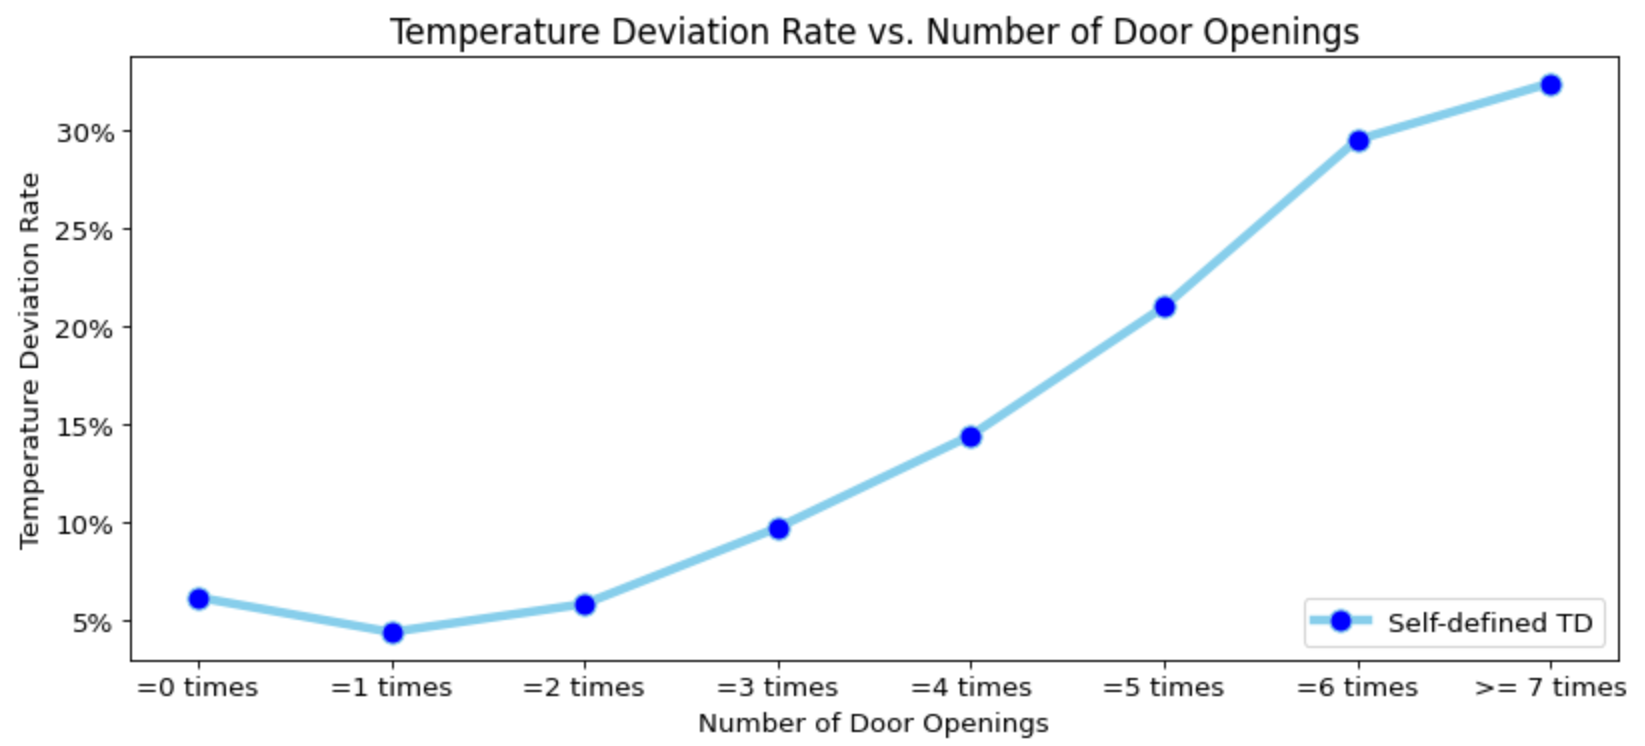 Temperature Deviation Rate vs. Number of Door Openings
Temperature Deviation Rate
30%
25%
20%
15%
10%
5%
Self-defined TD
=0 times =1 times =2 times =3 times =4 times =5 times =6 times >= 7 times
Number of Door Openings